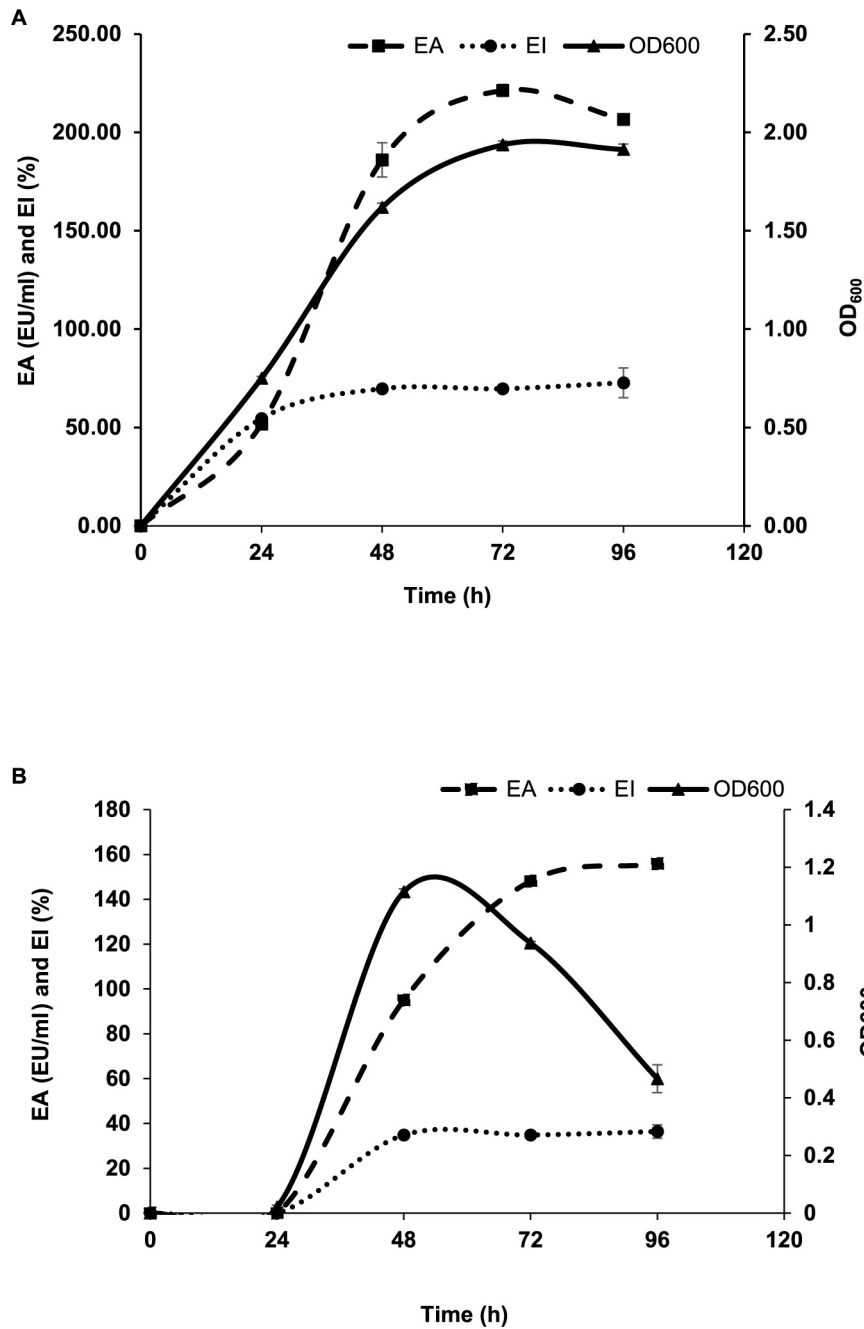 A
EA EI OD600
250.00 2.50
200.00 2.00
150.00 1.50
100.00 1.00
50.00 0.50
0.00 0.00
EA (EU/ml) and EI (%)
OD600
0 24 48 72 96 120
Time (h)
B
EA EI OD600
180 1.4
160 1.2
140 1
120 0.8
100 0.6
80 0.4
60 0.2
40 0
20
0
EA (EU/ml) and EI (%)
0 24 48 72 96 120
Time (h)